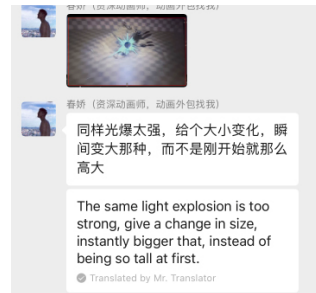 春娇（资深动画师，动画外包找我）
春娇（资深动画师，动画外包找我）
同样光爆太强，给个大小变化，瞬
间变大那种，而不是刚开始就那么
高大
The same light explosion is too
strong, give a change in size,
instantly bigger that, instead of
being so tall at first.
Translated by Mr. Translator